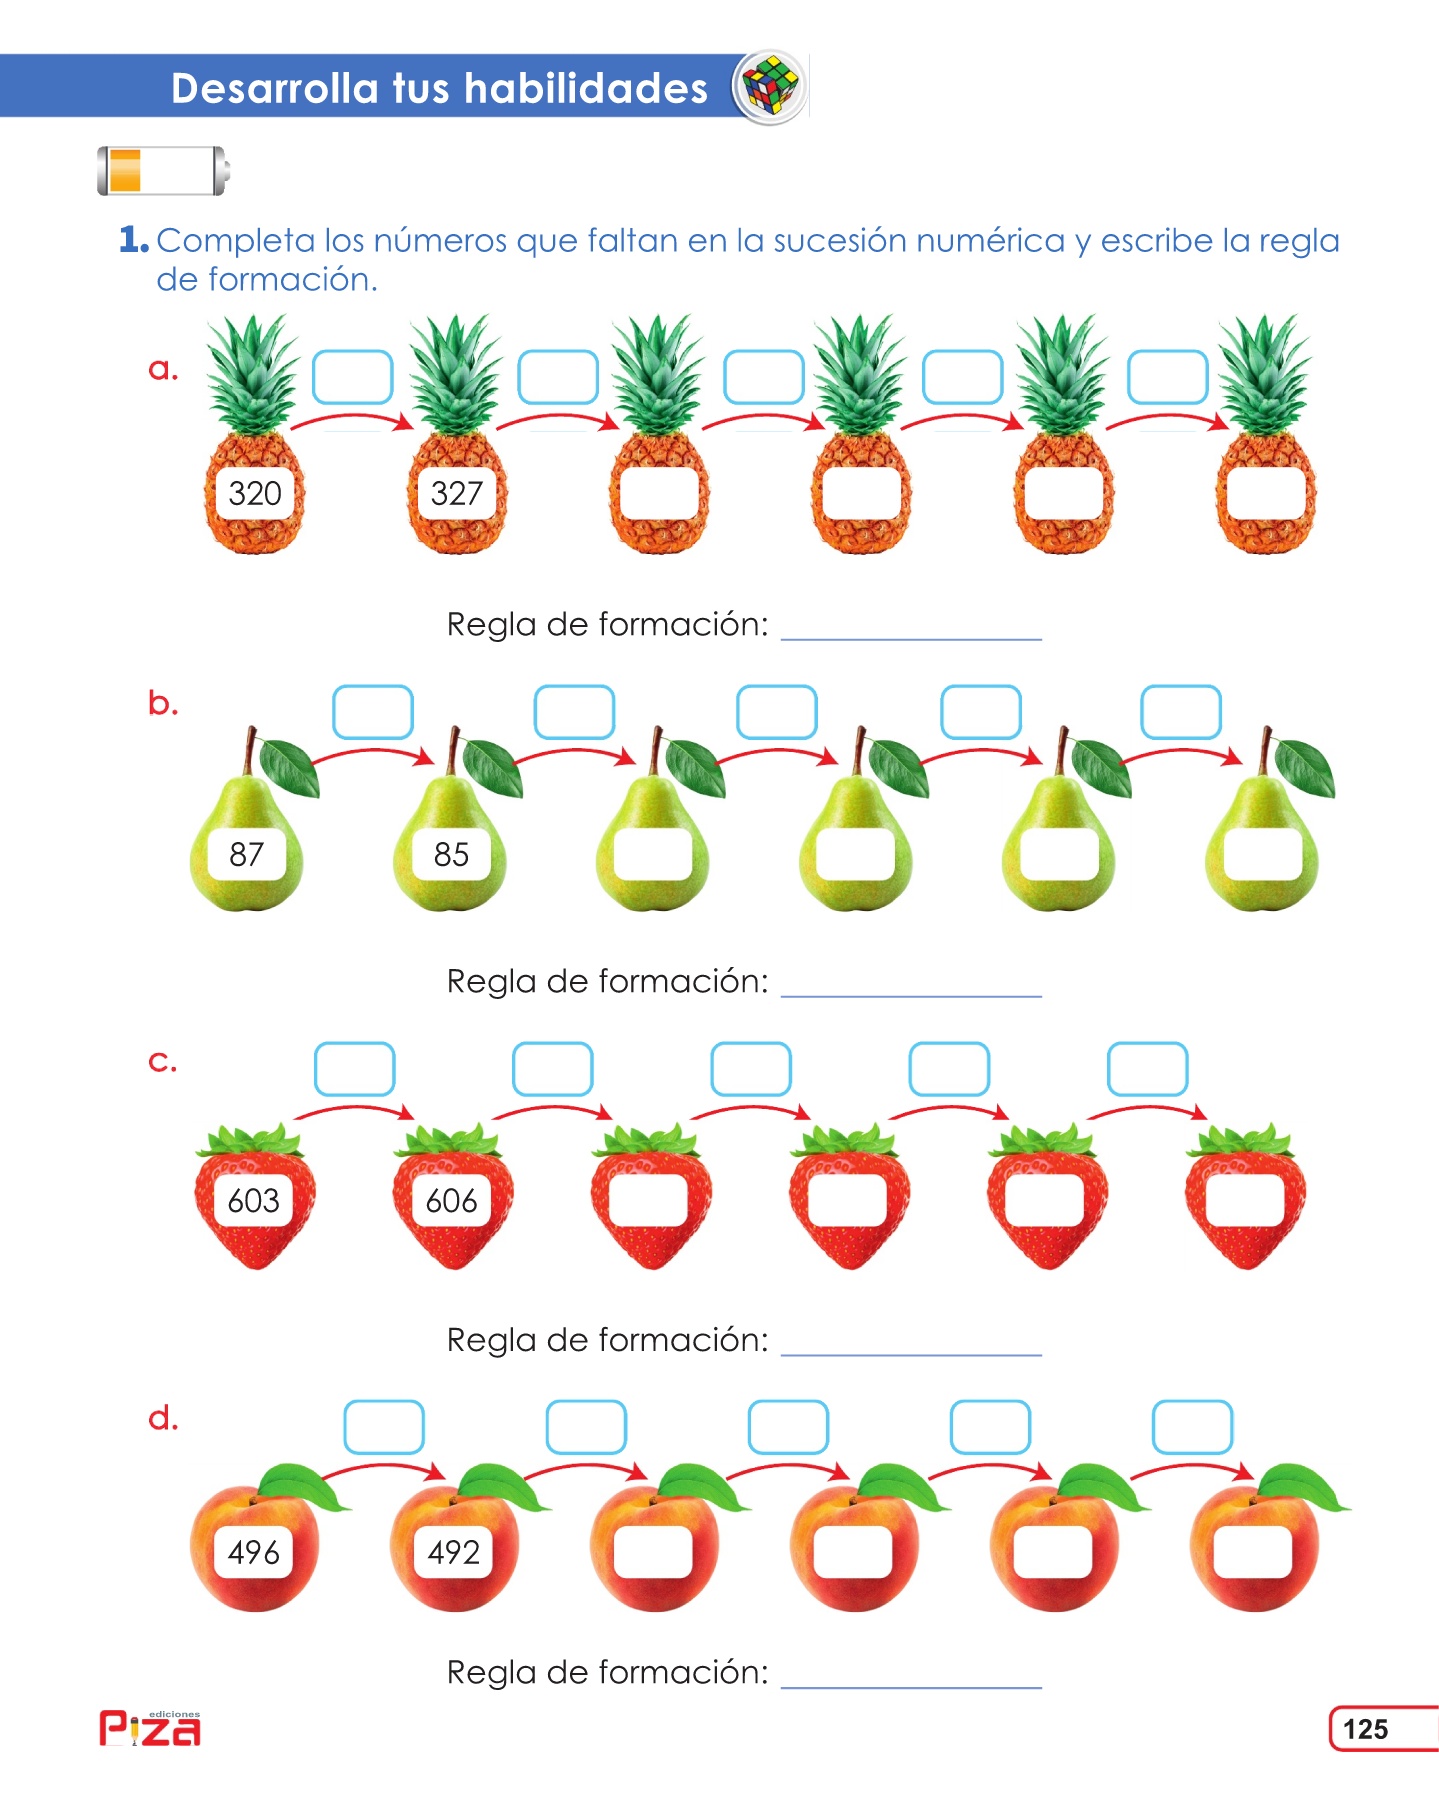 Desarrolla tus habilidades
1. Completa los números que faltan en la sucesión numérica y escribe la regla
de formación.
a.
320 327
Regla de formación:
b.
87 85
Regla de formación:
c.
603 606
Regla de formación:
d.
496 492
Regla de formación:
ediciones
Piza
125